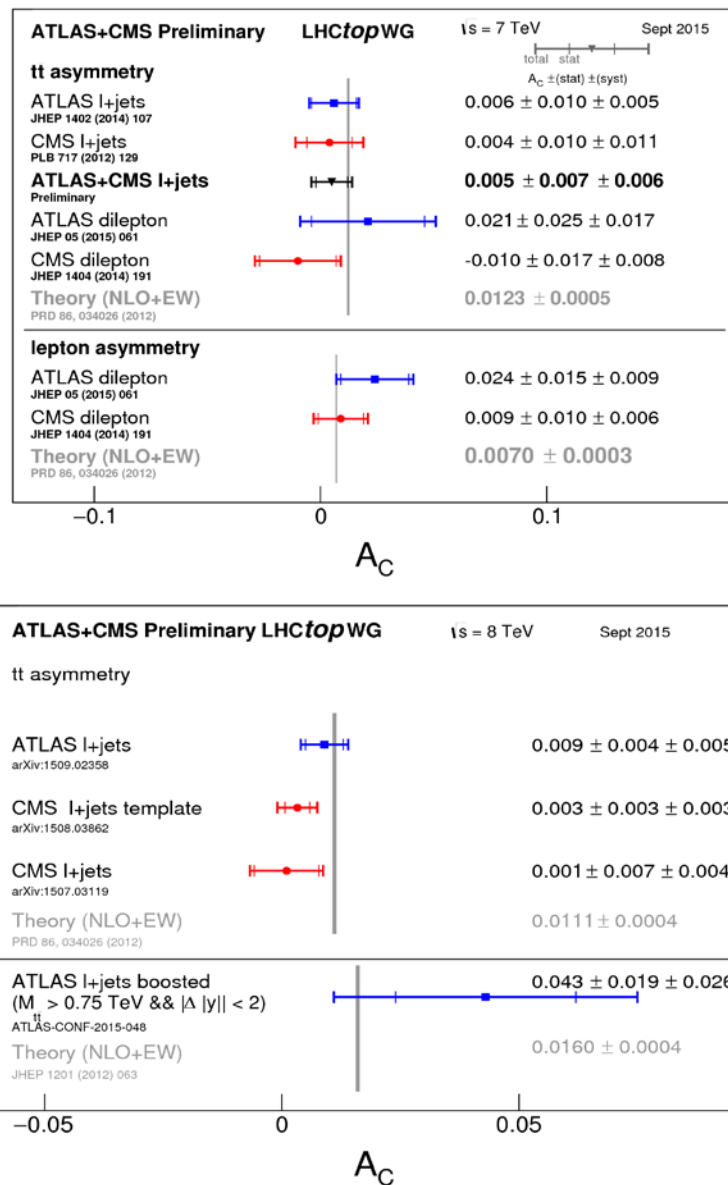 ATLAS+CMS Preliminary LHCtopWG √s = 7 TeV Sept 2015
total stat
tt asymmetry A_C ±(stat) ±(syst)
ATLAS l+jets 0.006 ± 0.010 ± 0.005
JHEP 1402 (2014) 107
CMS l+jets 0.004 ± 0.010 ± 0.011
PLB 717 (2012) 129
ATLAS+CMS l+jets 0.005 ± 0.007 ± 0.006
Preliminary
ATLAS dilepton 0.021 ± 0.025 ± 0.017
JHEP 05 (2015) 061
CMS dilepton -0.010 ± 0.017 ± 0.008
JHEP 1404 (2014) 191
Theory (NLO+EW) 0.0123 ± 0.0005
PRD 86, 034026 (2012)
lepton asymmetry
ATLAS dilepton 0.024 ± 0.015 ± 0.009
JHEP 05 (2015) 061
CMS dilepton 0.009 ± 0.010 ± 0.006
JHEP 1404 (2014) 191
Theory (NLO+EW) 0.0070 ± 0.0003
PRD 86, 034026 (2012)
−0.1 0 0.1
A_C
ATLAS+CMS Preliminary LHCtopWG √s = 8 TeV Sept 2015
tt asymmetry
ATLAS l+jets 0.009 ± 0.004 ± 0.005
arXiv:1509.02358
CMS l+jets template 0.003 ± 0.003 ± 0.003
arXiv:1508.03862
CMS l+jets 0.001 ± 0.007 ± 0.004
arXiv:1507.03119
Theory (NLO+EW) 0.0111 ± 0.0004
PRD 86, 034026 (2012)
ATLAS l+jets boosted 0.043 ± 0.019 ± 0.026
(M_tt > 0.75 TeV && |Δ |y|| < 2)
ATLAS-CONF-2015-048
Theory (NLO+EW) 0.0160 ± 0.0004
JHEP 1201 (2012) 063
−0.05 0 0.05
A_C